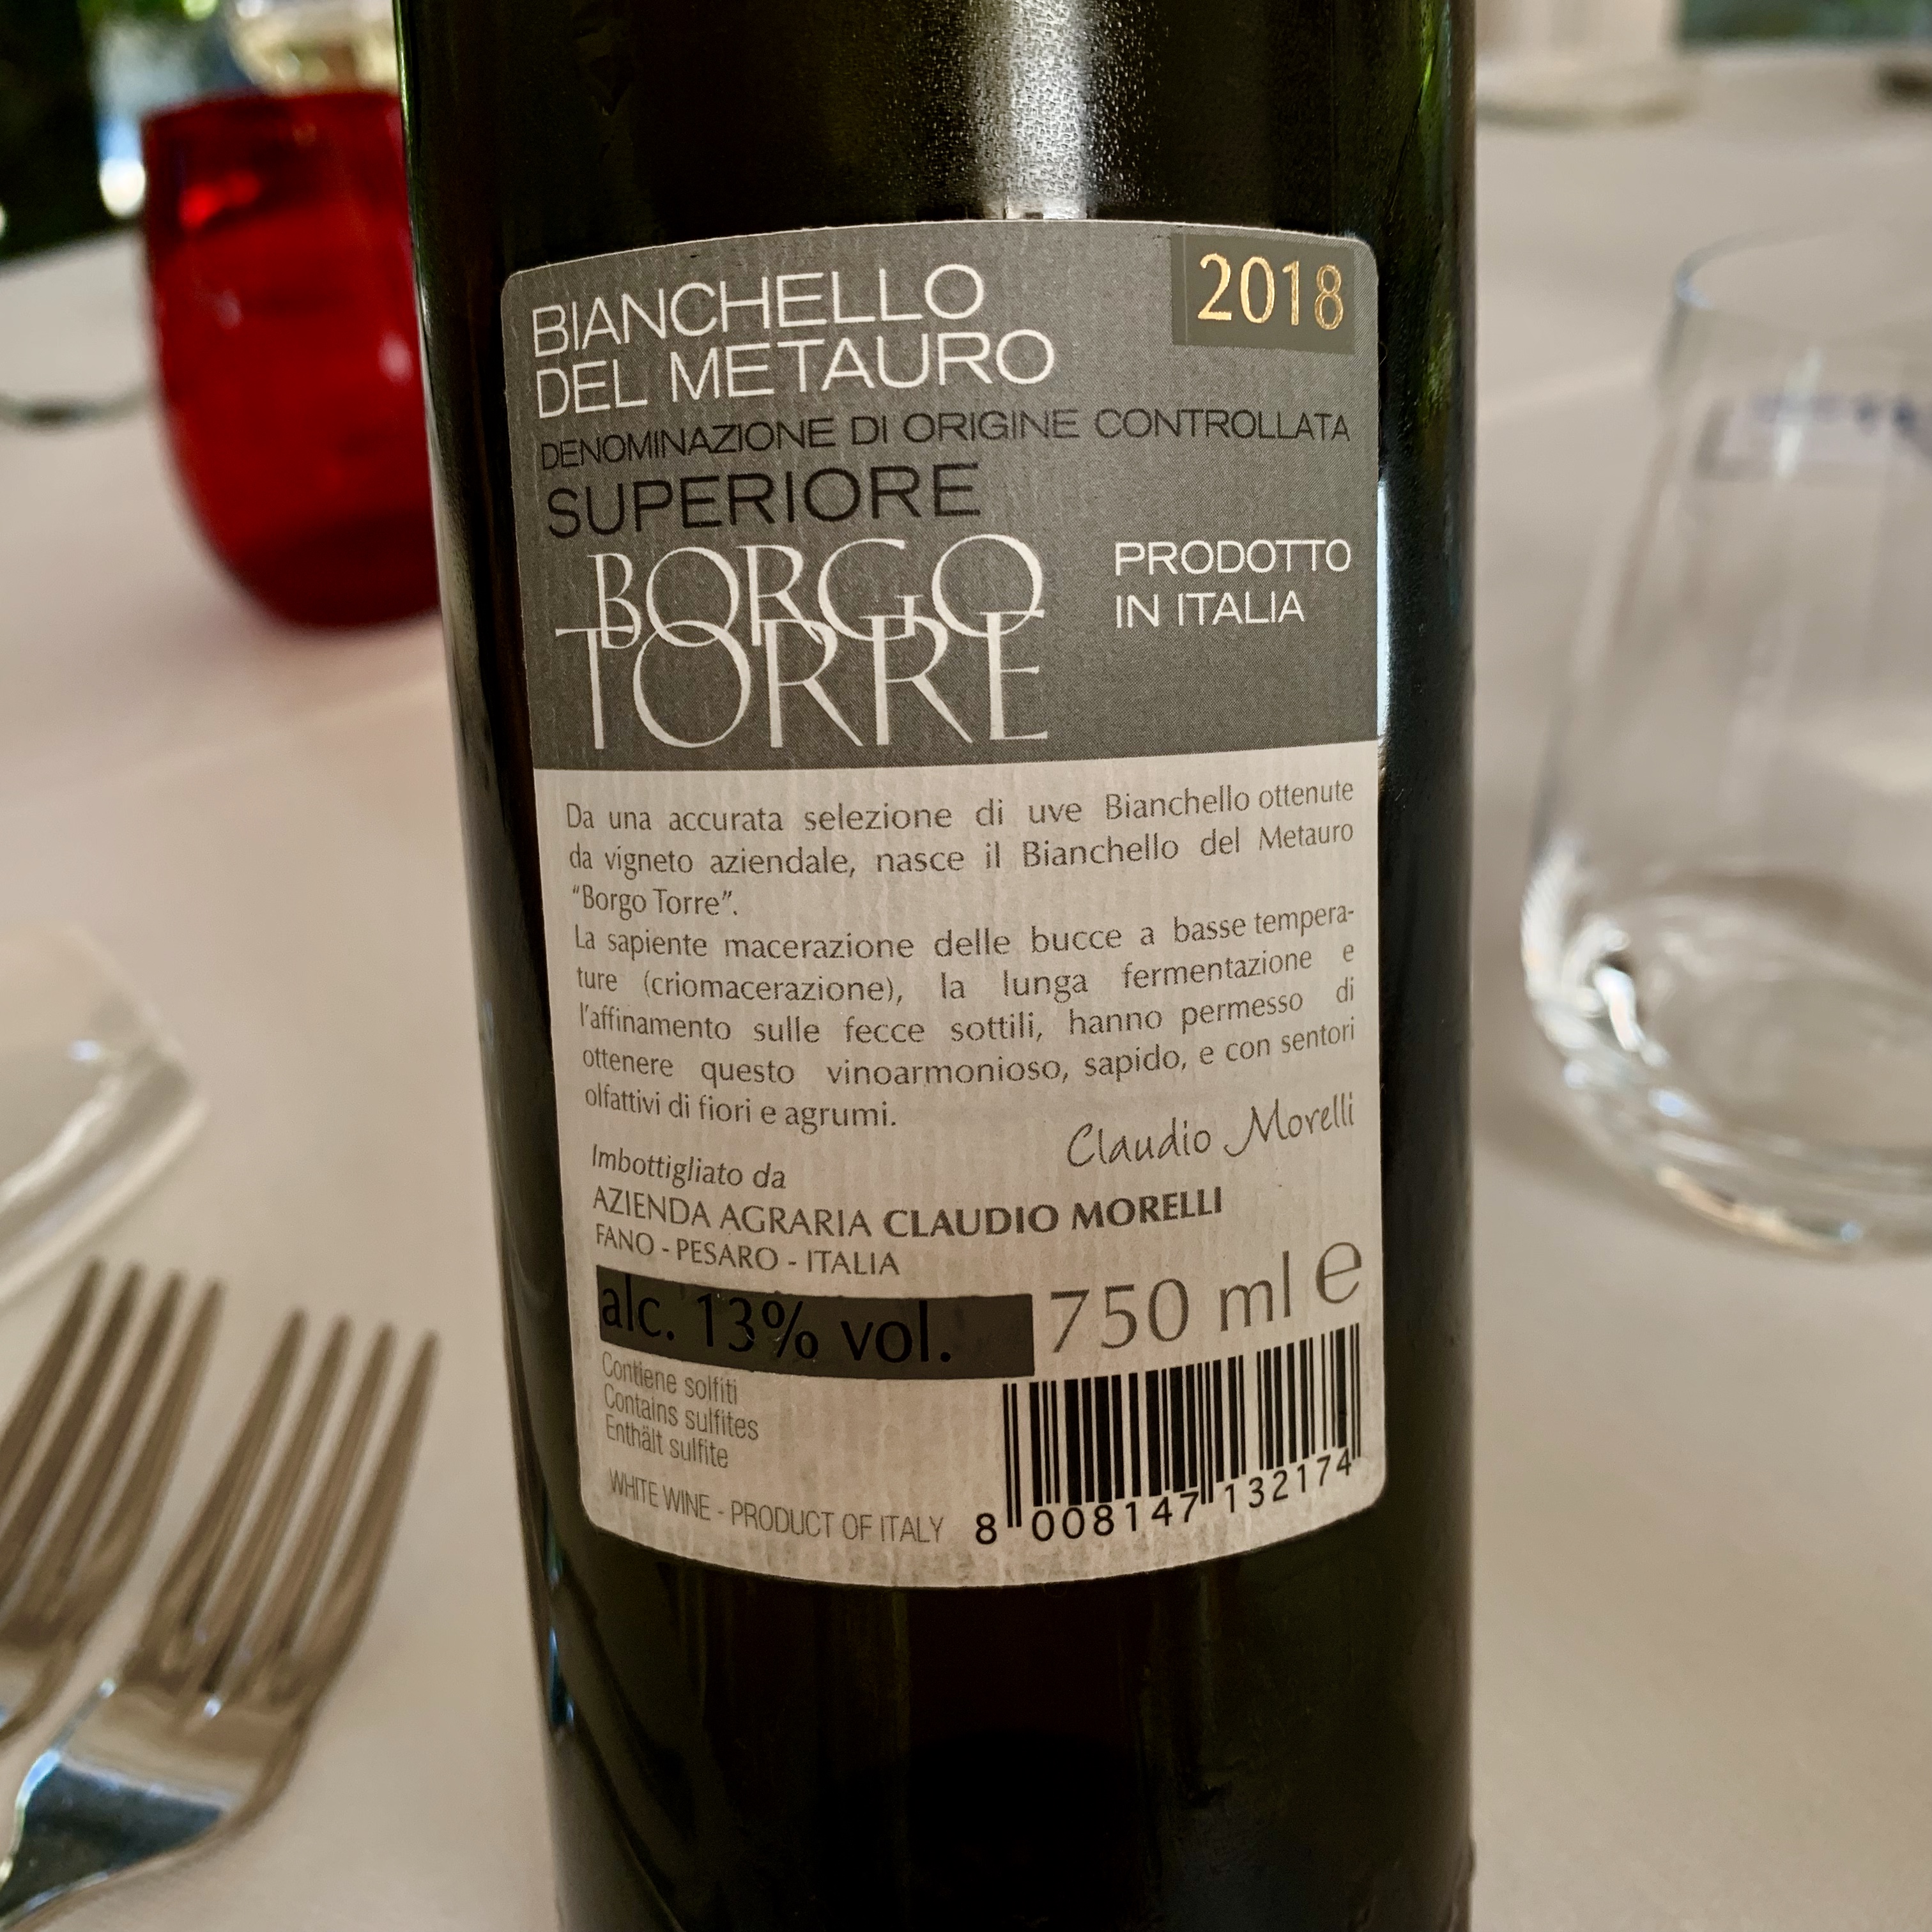 BIANCHELLO
DEL METAURO
2018
DENOMINAZIONE DI ORIGINE CONTROLLATA
SUPERIORE
BORGO
TORRE
PRODOTTO
IN ITALIA
Da una accurata selezione di uve Bianchello ottenute
da vigneto aziendale, nasce il Bianchello del Metauro
“Borgo Torre”.
La sapiente macerazione delle bucce a basse tempera-
ture (criomacerazione), la lunga fermentazione e
l’affinamento sulle fecce sottili, hanno permesso di
ottenere questo vinoarmonioso, sapido, e con sentori
olfattivi di fiori e agrumi.
Claudio Morelli
Imbottigliato da
AZIENDA AGRARIA CLAUDIO MORELLI
FANO - PESARO - ITALIA
alc. 13% vol.
750 ml e
Contiene solfiti
Contains sulfites
Enthält sulfite
WHITE WINE - PRODUCT OF ITALY
8 008147 132174